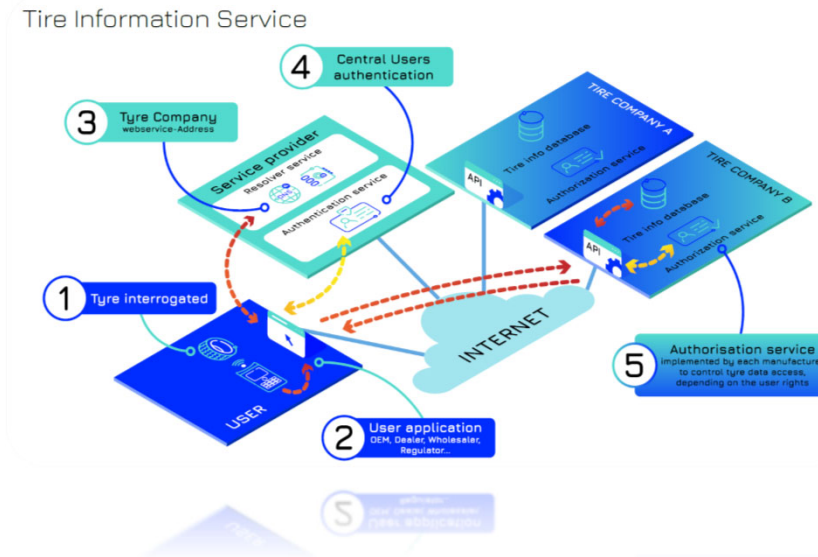 Tire Information Service
4
Central Users
authentication
3
Tyre Company
webservice-Address
Service provider
Resolver service
DNS
Authentication service
TIRE COMPANY A
Tire info database
Authorization service
API
TIRE COMPANY B
Tire info database
Authorization service
API
1
Tyre interrogated
INTERNET
USER
2
User application
OEM, Dealer, Wholesaler,
Regulator...
5
Authorisation service
implemented by each manufacture
to control tyre data access,
depending on the user rights